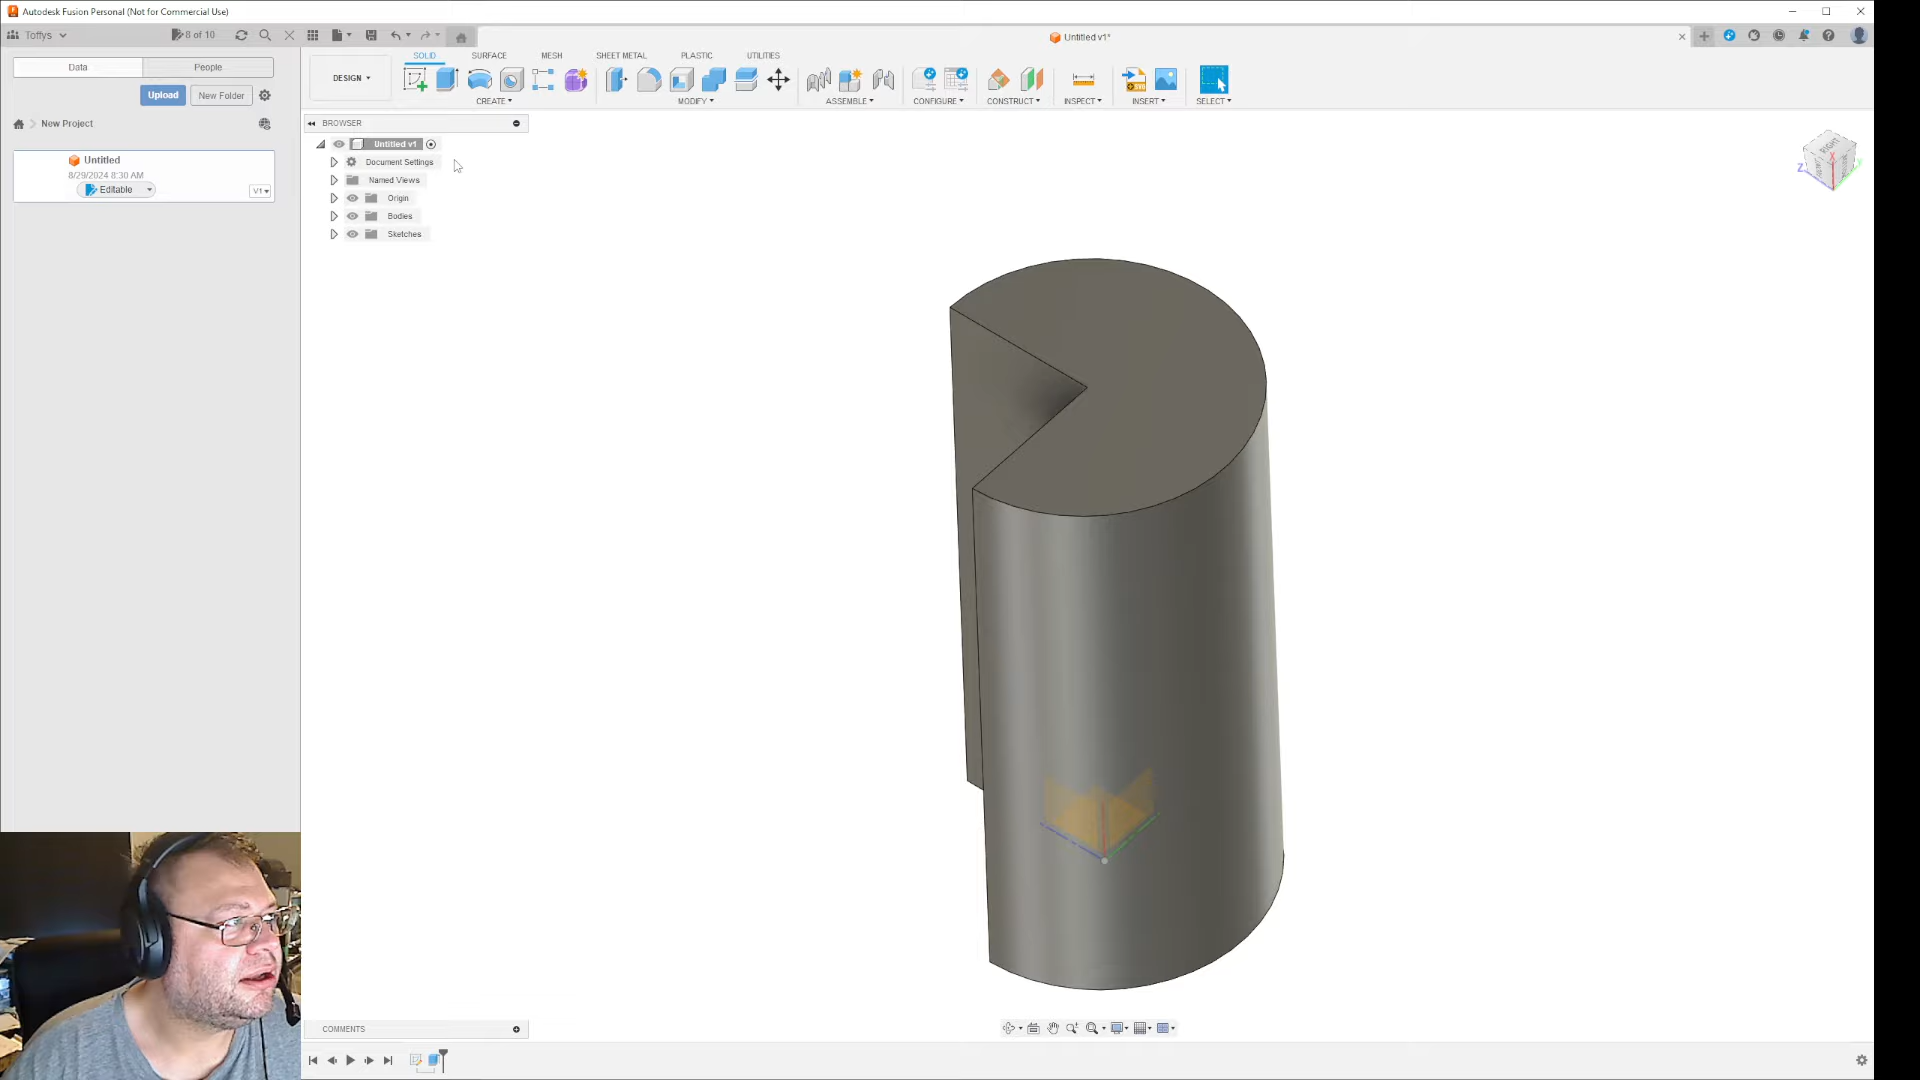 Autodesk Fusion Personal (Not for Commercial Use)
Toffys
8 of 10
Untitled v1*
Data
People
Upload
New Folder
New Project
Untitled
8/29/2024 8:30 AM
Editable
V1
DESIGN
SOLID
SURFACE
MESH
SHEET METAL
PLASTIC
UTILITIES
CREATE
MODIFY
ASSEMBLE
CONFIGURE
CONSTRUCT
INSPECT
INSERT
SELECT
BROWSER
Untitled v1
Document Settings
Named Views
Origin
Bodies
Sketches
RIGHT
X
Z
COMMENTS